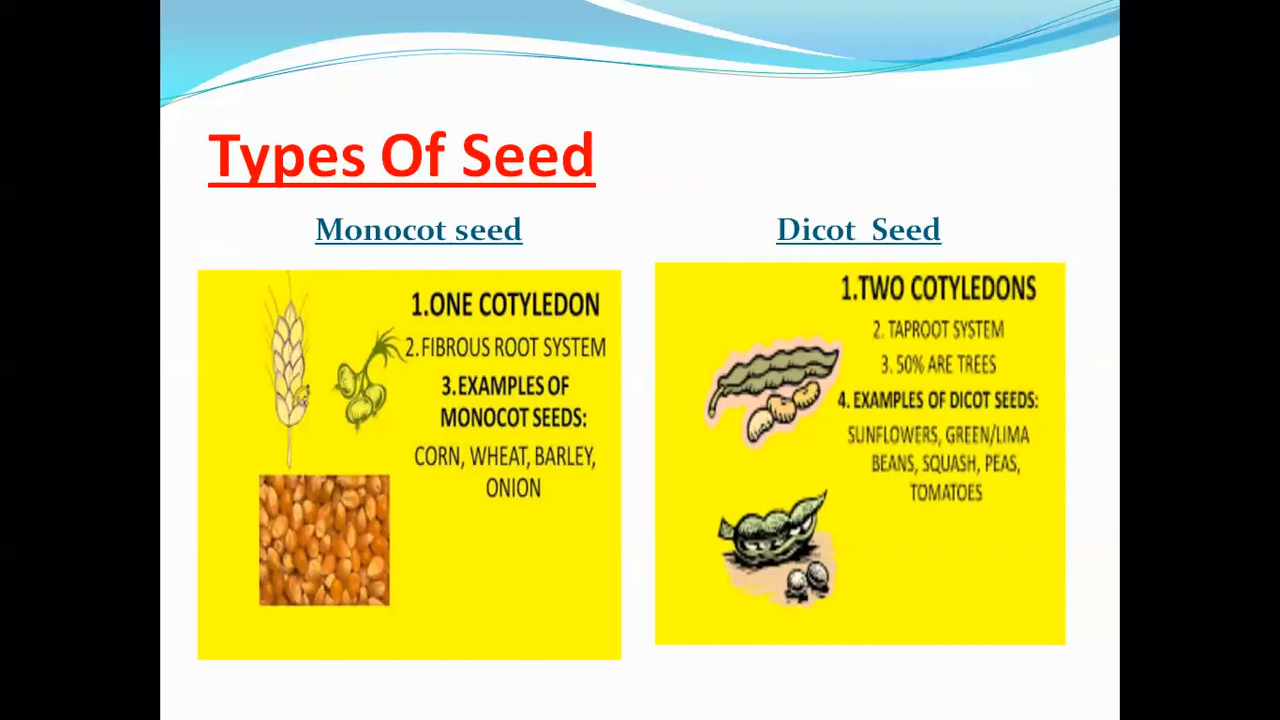 Types Of Seed
Monocot seed
1.ONE COTYLEDON
2.FIBROUS ROOT SYSTEM
3.EXAMPLES OF
MONOCOT SEEDS:
CORN, WHEAT, BARLEY,
ONION
Dicot Seed
1.TWO COTYLEDONS
2. TAPROOT SYSTEM
3. 50% ARE TREES
4. EXAMPLES OF DICOT SEEDS:
SUNFLOWERS, GREEN/LIMA
BEANS, SQUASH, PEAS,
TOMATOES